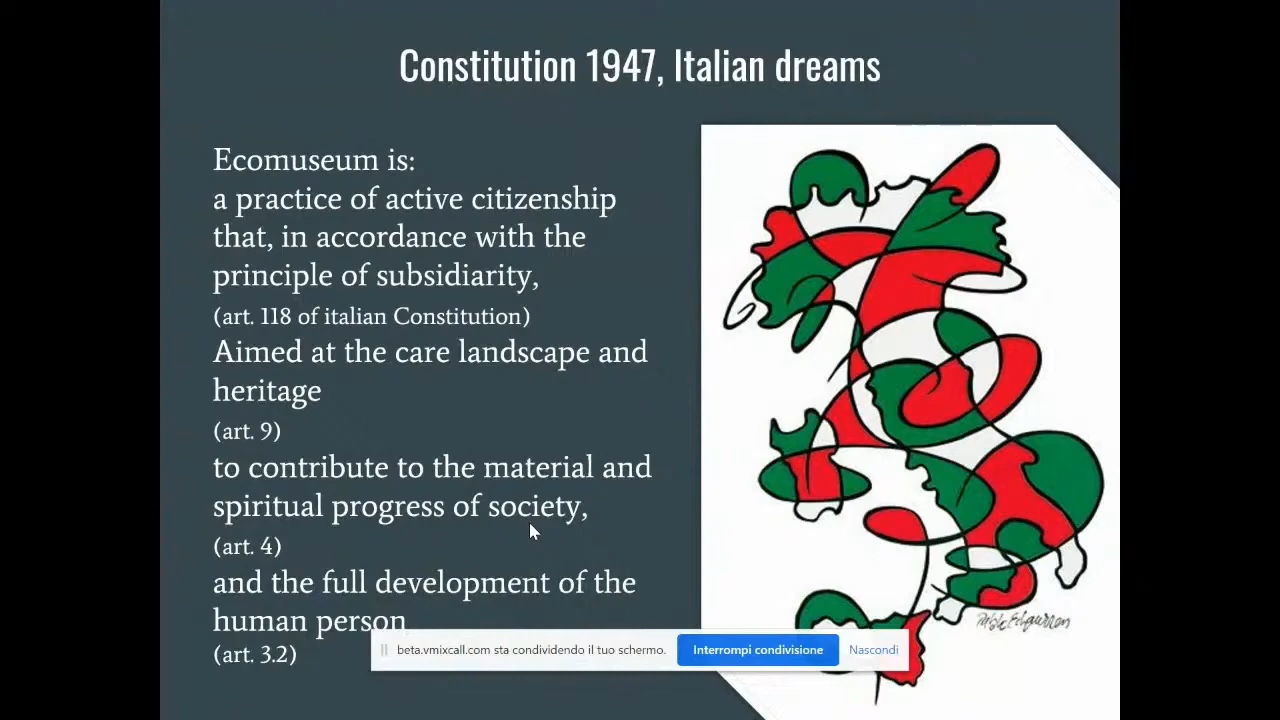 Constitution 1947, Italian dreams
Ecomuseum is:
a practice of active citizenship
that, in accordance with the
principle of subsidiarity,
(art. 118 of italian Constitution)
Aimed at the care landscape and
heritage
(art. 9)
to contribute to the material and
spiritual progress of society,
(art. 4)
and the full development of the
human person
(art. 3.2)
beta.vmixcall.com sta condividendo il tuo schermo.
Interrompi condivisione
Nascondi